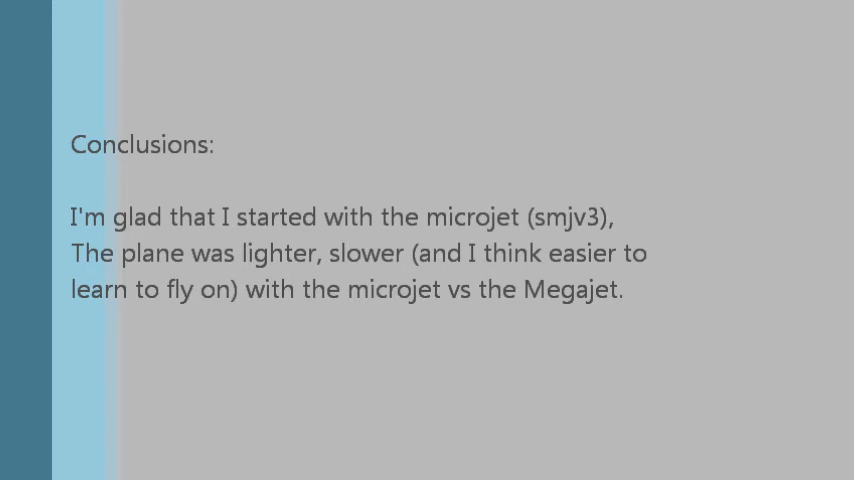 Conclusions:
I'm glad that I started with the microjet (smjv3),
The plane was lighter, slower (and I think easier to
learn to fly on) with the microjet vs the Megajet.